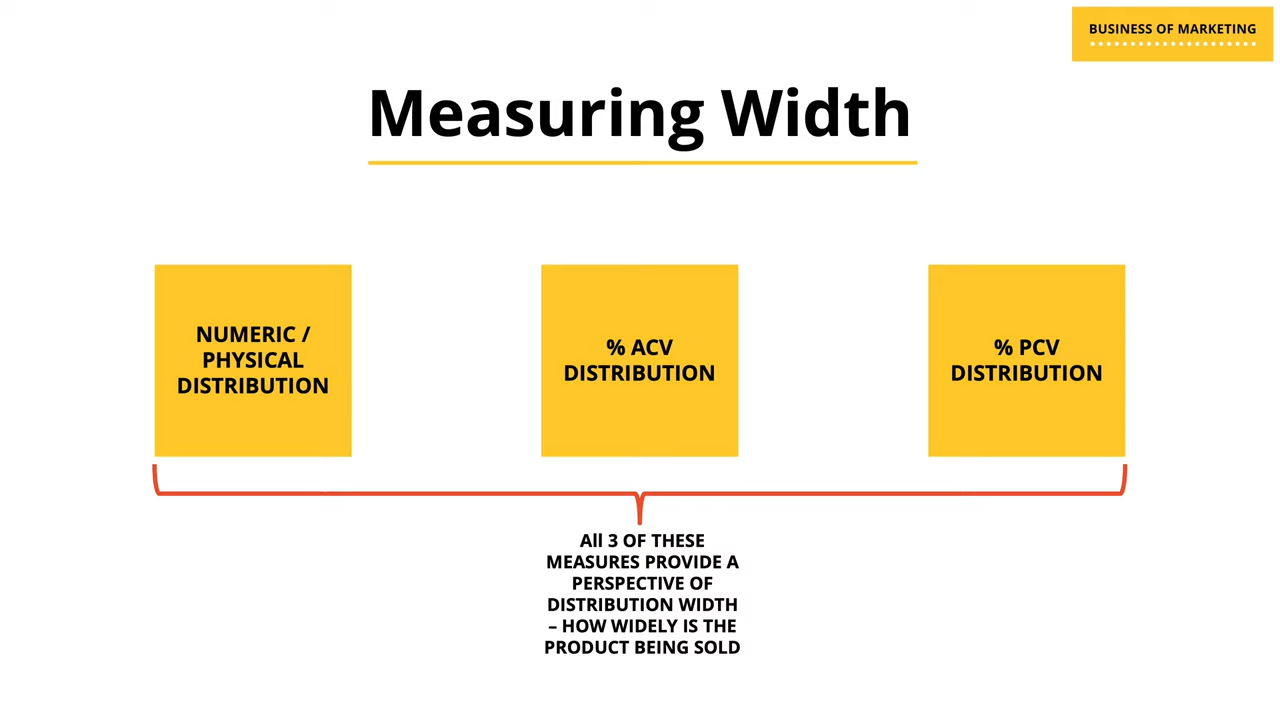 BUSINESS OF MARKETING
Measuring Width
NUMERIC /
PHYSICAL
DISTRIBUTION
% ACV
DISTRIBUTION
% PCV
DISTRIBUTION
All 3 OF THESE
MEASURES PROVIDE A
PERSPECTIVE OF
DISTRIBUTION WIDTH
– HOW WIDELY IS THE
PRODUCT BEING SOLD